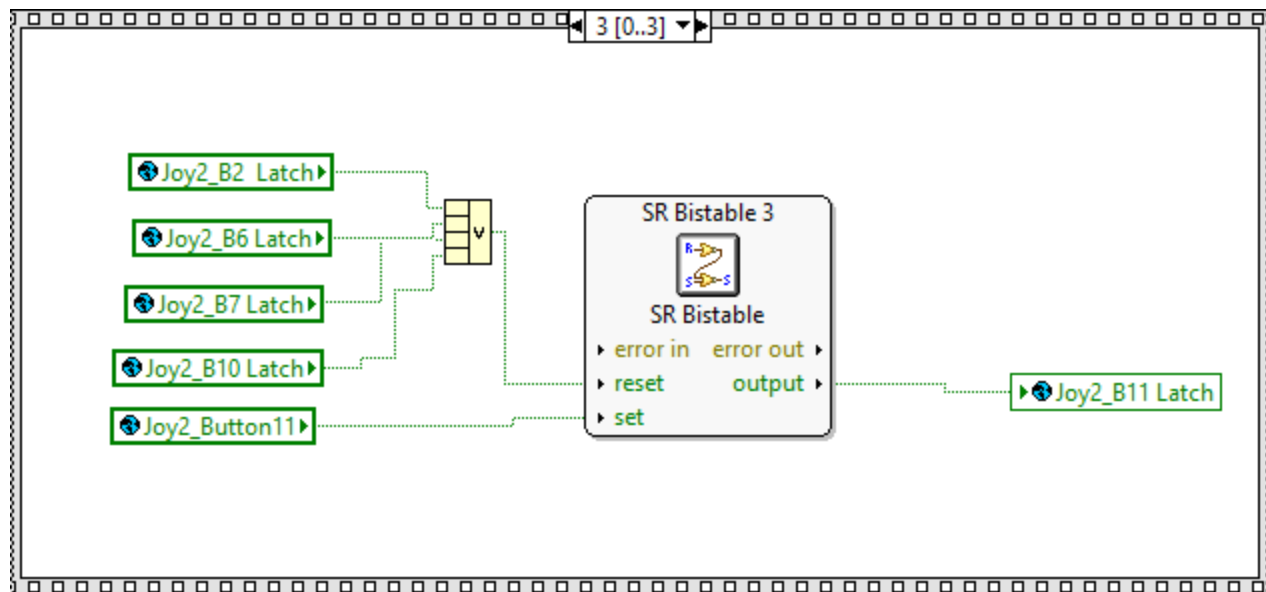 3 [0..3]
Joy2_B2  Latch
Joy2_B6 Latch
Joy2_B7 Latch
Joy2_B10 Latch
Joy2_Button11
V
SR Bistable 3
R
S S
SR Bistable
error in error out
reset output
set
Joy2_B11 Latch